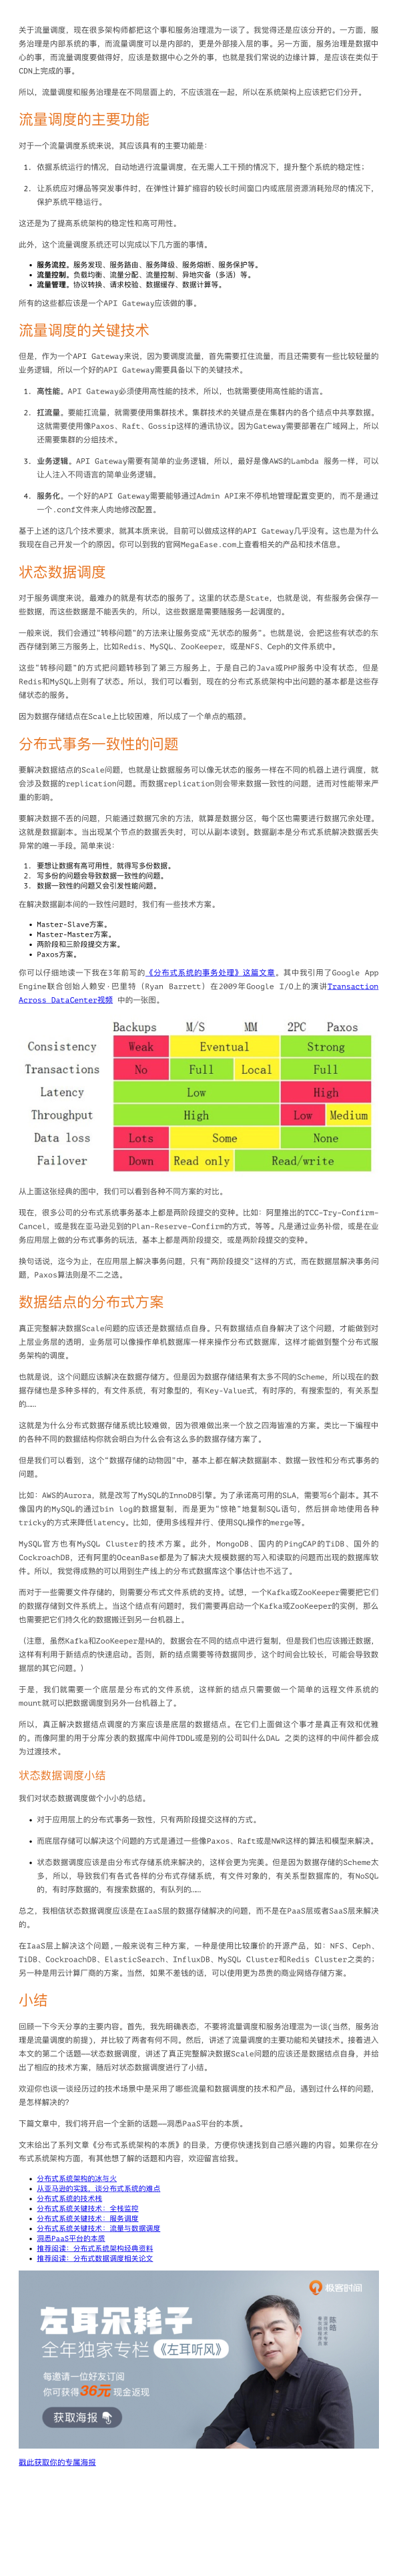 关于流量调度，现在很多架构师都把这个事和服务治理混为一谈了。我觉得还是应该分开的。一方面，服
务治理是内部系统的事，而流量调度可以是内部的，更是外部接入层的事。另一方面，服务治理是数据中
心的事，而流量调度要做得好，应该是数据中心之外的事，也就是我们常说的边缘计算，是应该在类似于
CDN上完成的事。
所以，流量调度和服务治理是在不同层面上的，不应该混在一起，所以在系统架构上应该把它们分开。
流量调度的主要功能
对于一个流量调度系统来说，其应该具有的主要功能是：
1. 依据系统运行的情况，自动地进行流量调度，在无需人工干预的情况下，提升整个系统的稳定性；
2. 让系统应对爆品等突发事件时，在弹性计算扩缩容的较长时间窗口内或底层资源消耗殆尽的情况下，
保护系统平稳运行。
这还是为了提高系统架构的稳定性和高可用性。
此外，这个流量调度系统还可以完成以下几方面的事情。
• 服务流控。服务发现、服务路由、服务降级、服务熔断、服务保护等。
• 流量控制。负载均衡、流量分配、流量控制、异地灾备（多活）等。
• 流量管理。协议转换、请求校验、数据缓存、数据计算等。
所有的这些都应该是一个API Gateway应该做的事。
流量调度的关键技术
但是，作为一个API Gateway来说，因为要调度流量，首先需要扛住流量，而且还需要有一些比较轻量的
业务逻辑，所以一个好的API Gateway需要具备以下的关键技术。
1. 高性能。API Gateway必须使用高性能的技术，所以，也就需要使用高性能的语言。
2. 扛流量。要能扛流量，就需要使用集群技术。集群技术的关键点是在集群内的各个结点中共享数据。
这就需要使用像Paxos、Raft、Gossip这样的通讯协议。因为Gateway需要部署在广域网上，所以
还需要集群的分组技术。
3. 业务逻辑。API Gateway需要有简单的业务逻辑，所以，最好是像AWS的Lambda 服务一样，可以
让人注入不同语言的简单业务逻辑。
4. 服务化。一个好的API Gateway需要能够通过Admin API来不停机地管理配置变更的，而不是通过
一个.conf文件来人肉地修改配置。
基于上述的这几个技术要求，就其本质来说，目前可以做成这样的API Gateway几乎没有。这也是为什么
我现在自己开发一个的原因。你可以到我的官网MegaEase.com上查看相关的产品和技术信息。
状态数据调度
对于服务调度来说，最难办的就是有状态的服务了。这里的状态是State，也就是说，有些服务会保存一
些数据，而这些数据是不能丢失的，所以，这些数据是需要随服务一起调度的。
一般来说，我们会通过"转移问题"的方法来让服务变成"无状态的服务"。也就是说，会把这些有状态的东
西存储到第三方服务上，比如Redis、MySQL、ZooKeeper，或是NFS、Ceph的文件系统中。
这些"转移问题"的方式把问题转移到了第三方服务上，于是自己的Java或PHP服务中没有状态，但是
Redis和MySQL上则有了状态。所以，我们可以看到，现在的分布式系统架构中出问题的基本都是这些存
储状态的服务。
因为数据存储结点在Scale上比较困难，所以成了一个单点的瓶颈。
分布式事务一致性的问题
要解决数据结点的Scale问题，也就是让数据服务可以像无状态的服务一样在不同的机器上进行调度，就
会涉及数据的replication问题。而数据replication则会带来数据一致性的问题，进而对性能带来严
重的影响。
要解决数据不丢的问题，只能通过数据冗余的方法，就算是数据分区，每个区也需要进行数据冗余处理。
这就是数据副本。当出现某个节点的数据丢失时，可以从副本读到。数据副本是分布式系统解决数据丢失
异常的唯一手段。简单来说：
1. 要想让数据有高可用性，就得写多份数据。
2. 写多份的问题会导致数据一致性的问题。
3. 数据一致性的问题又会引发性能问题。
在解决数据副本间的一致性问题时，我们有一些技术方案。
• Master-Slave方案。
• Master-Master方案。
• 两阶段和三阶段提交方案。
• Paxos方案。
你可以仔细地读一下我在3年前写的《分布式系统的事务处理》这篇文章。其中我引用了Google App
Engine联合创始人赖安·巴里特（Ryan Barrett）在2009年Google I/O上的演讲Transaction
Across DataCenter视频 中的一张图。
Backups M/S MM 2PC Paxos
Consistency Weak Eventual Strong
Transactions No Full Local Full
Latency Low High
Throughput High Low Medium
Data loss Lots Some None
Failover Down Read only Read/write
从上面这张经典的图中，我们可以看到各种不同方案的对比。
现在，很多公司的分布式系统事务基本上都是两阶段提交的变种。比如：阿里推出的TCC-Try-Confirm-
Cancel，或是我在亚马逊见到的Plan-Reserve-Confirm的方式，等等。凡是通过业务补偿，或是在业
务应用层上做的分布式事务的玩法，基本上都是两阶段提交，或是两阶段提交的变种。
换句话说，迄今为止，在应用层上解决事务问题，只有"两阶段提交"这样的方式，而在数据层解决事务问
题，Paxos算法则是不二之选。
数据结点的分布式方案
真正完整解决数据Scale问题的应该还是数据结点自身。只有数据结点自身解决了这个问题，才能做到对
上层业务层的透明，业务层可以像操作单机数据库一样来操作分布式数据库，这样才能做到整个分布式服
务架构的调度。
也就是说，这个问题应该解决在数据存储方。但是因为数据存储结果有太多不同的Scheme，所以现在的数
据存储也是多种多样的，有文件系统，有对象型的，有Key-Value式，有时序的，有搜索型的，有关系型
的……
这就是为什么分布式数据存储系统比较难做，因为很难做出来一个放之四海皆准的方案。类比一下编程中
的各种不同的数据结构你就会明白为什么会有这么多的数据存储方案了。
但是我们可以看到，这个"数据存储的动物园"中，基本上都在解决数据副本、数据一致性和分布式事务的
问题。
比如：AWS的Aurora，就是改写了MySQL的InnoDB引擎。为了承诺高可用的SLA，需要写6个副本。其不
像国内的MySQL的通过bin log的数据复制，而是更为"惊艳"地复制SQL语句，然后拼命地使用各种
tricky的方式来降低latency。比如，使用多线程并行、使用SQL操作的merge等。
MySQL官方也有MySQL Cluster的技术方案。此外，MongoDB、国内的PingCAP的TiDB、国外的
CockroachDB，还有阿里的OceanBase都是为了解决大规模数据的写入和读取的问题而出现的数据库软
件。所以，我觉得成熟的可以用到生产线上的分布式数据库这个事估计也不远了。
而对于一些需要文件存储的，则需要分布式文件系统的支持。试想，一个Kafka或ZooKeeper需要把它们
的数据存储到文件系统上。当这个结点有问题时，我们需要再启动一个Kafka或ZooKeeper的实例，那么
也需要把它们持久化的数据搬迁到另一台机器上。
（注意，虽然Kafka和ZooKeeper是HA的，数据会在不同的结点中进行复制，但是我们也应该搬迁数据，
这样有利用于新结点的快速启动。否则，新的结点需要等待数据同步，这个时间会比较长，可能会导致数
据层的其它问题。）
于是，我们就需要一个底层是分布式的文件系统，这样新的结点只需要做一个简单的远程文件系统的
mount就可以把数据调度到另外一台机器上了。
所以，真正解决数据结点调度的方案应该是底层的数据结点。在它们上面做这个事才是真正有效和优雅
的。而像阿里的用于分库分表的数据库中间件TDDL或是别的公司叫什么DAL 之类的这样的中间件都会成
为过渡技术。
状态数据调度小结
我们对状态数据调度做个小小的总结。
• 对于应用层上的分布式事务一致性，只有两阶段提交这样的方式。
• 而底层存储可以解决这个问题的方式是通过一些像Paxos、Raft或是NWR这样的算法和模型来解决。
• 状态数据调度应该是由分布式存储系统来解决的，这样会更为完美。但是因为数据存储的Scheme太
多，所以，导致我们有各式各样的分布式存储系统，有文件对象的，有关系型数据库的，有NoSQL
的，有时序数据的，有搜索数据的，有队列的……
总之，我相信状态数据调度应该是在IaaS层的数据存储解决的问题，而不是在PaaS层或者SaaS层来解决
的。
在IaaS层上解决这个问题,一般来说有三种方案，一种是使用比较廉价的开源产品，如：NFS、Ceph、
TiDB、CockroachDB、ElasticSearch、InfluxDB、MySQL Cluster和Redis Cluster之类的；
另一种是用云计算厂商的方案。当然，如果不差钱的话，可以使用更为昂贵的商业网络存储方案。
小结
回顾一下今天分享的主要内容。首先，我先明确表态，不要将流量调度和服务治理混为一谈(当然，服务治
理是流量调度的前提)，并比较了两者有何不同。然后，讲述了流量调度的主要功能和关键技术。接着进入
本文的第二个话题——状态数据调度，讲述了真正完整解决数据Scale问题的应该还是数据结点自身，并给
出了相应的技术方案，随后对状态数据调度进行了小结。
欢迎你也谈一谈经历过的技术场景中是采用了哪些流量和数据调度的技术和产品，遇到过什么样的问题，
是怎样解决的？
下篇文章中，我们将开启一个全新的话题——洞悉PaaS平台的本质。
文末给出了系列文章《分布式系统架构的本质》的目录，方便你快速找到自己感兴趣的内容。如果你在分
布式系统架构方面，有其他想了解的话题和内容，欢迎留言给我。
• 分布式系统架构的冰与火
• 从亚马逊的实践，谈分布式系统的难点
• 分布式系统的技术栈
• 分布式系统关键技术：全栈监控
• 分布式系统关键技术：服务调度
• 分布式系统关键技术：流量与数据调度
• 洞悉PaaS平台的本质
• 推荐阅读：分布式系统架构经典资料
• 推荐阅读：分布式数据调度相关论文
极客时间
左耳朵耗子
全年独家专栏《左耳听风》
陈皓
每邀请一位好友订阅
你可获得36元 现金返现
获取海报
戳此获取你的专属海报